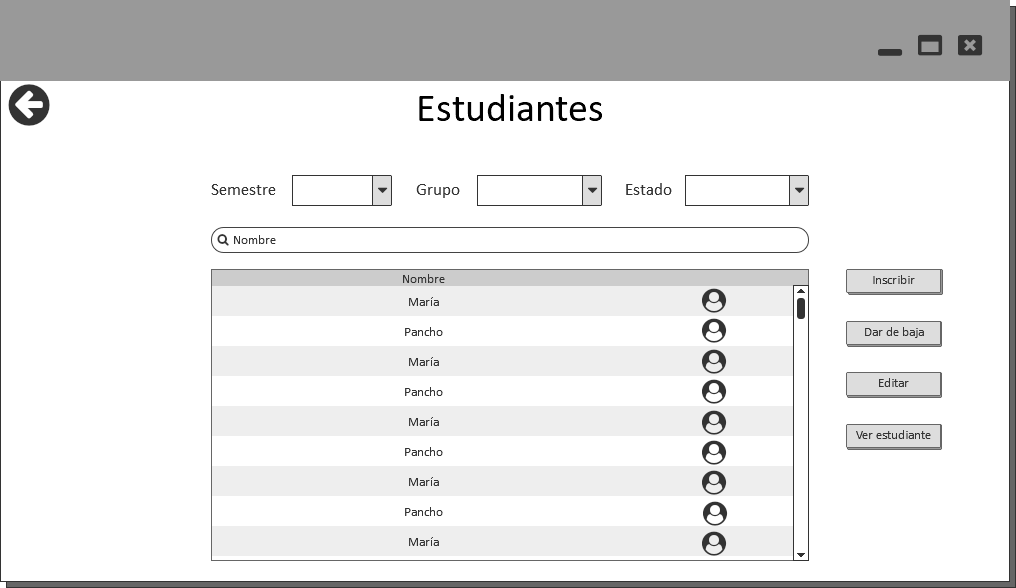 Estudiantes
Semestre Grupo Estado
Nombre
Nombre
Inscribir
María
Pancho
Dar de baja
María
Pancho
Editar
María
Ver estudiante
Pancho
María
Pancho
María